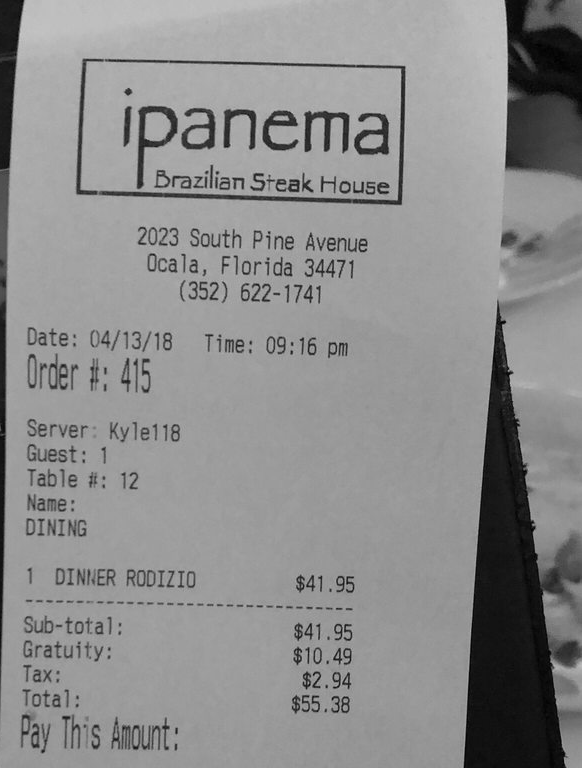 ipanema
Brazilian Steak House
2023 South Pine Avenue
Ocala, Florida 34471
(352) 622-1741
Date: 04/13/18 Time: 09:16 pm
Order #: 415
Server: Kyle118
Guest: 1
Table #: 12
Name:
DINING
1 DINNER RODIZIO $41.95
Sub-total: $41.95
Gratuity: $10.49
Tax: $2.94
Total: $55.38
Pay This Amount: